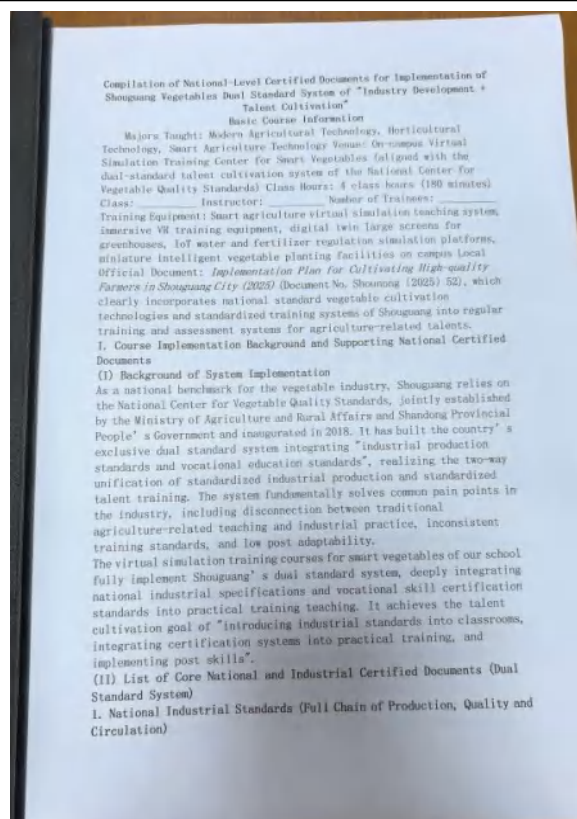 Compilation of National-Level Certified Documents for Implementation of
Shouguang Vegetables Dual Standard System of "Industry Development +
Talent Cultivation"
Basic Course Information
Majors Taught: Modern Agricultural Technology, Horticultural
Technology, Smart Agriculture Technology Venue: On-campus Virtual
Simulation Training Center for Smart Vegetables (aligned with the
dual-standard talent cultivation system of the National Center for
Vegetable Quality Standards) Class Hours: 4 class hours (180 minutes)
Class: ________ Instructor: ________ Number of Trainees: ________
Training Equipment: Smart agriculture virtual simulation teaching system,
immersive VR training equipment, digital twin large screens for
greenhouses, IoT water and fertilizer regulation simulation platforms,
miniature intelligent vegetable planting facilities on campus Local
Official Document: Implementation Plan for Cultivating High-quality
Farmers in Shouguang City (2025) (Document No. Shounong [2025] 52), which
clearly incorporates national standard vegetable cultivation
technologies and standardized training systems of Shouguang into regular
training and assessment systems for agriculture-related talents.
I. Course Implementation Background and Supporting National Certified
Documents
(I) Background of System Implementation
As a national benchmark for the vegetable industry, Shouguang relies on
the National Center for Vegetable Quality Standards, jointly established
by the Ministry of Agriculture and Rural Affairs and Shandong Provincial
People's Government and inaugurated in 2018. It has built the country's
exclusive dual standard system integrating "industrial production
standards and vocational education standards", realizing the two-way
unification of standardized industrial production and standardized
talent training. The system fundamentally solves common pain points in
the industry, including disconnection between traditional
agriculture-related teaching and industrial practice, inconsistent
training standards, and low post adaptability.
The virtual simulation training courses for smart vegetables of our school
fully implement Shouguang's dual standard system, deeply integrating
national industrial specifications and vocational skill certification
standards into practical training teaching. It achieves the talent
cultivation goal of "introducing industrial standards into classrooms,
integrating certification systems into practical training, and
implementing post skills".
(II) List of Core National and Industrial Certified Documents (Dual
Standard System)
1. National Industrial Standards (Full Chain of Production, Quality and
Circulation)